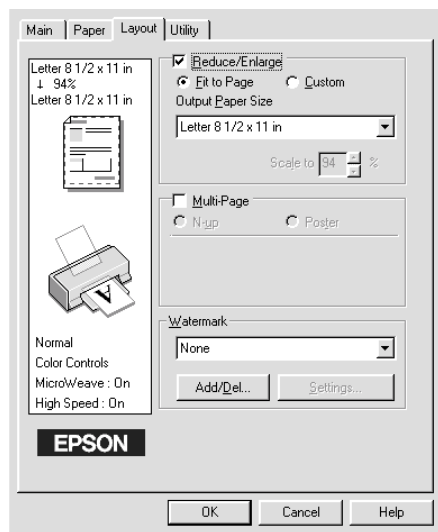 Main Paper Layout Utility
Letter 8 1/2 x 11 in
↓ 94%
Letter 8 1/2 x 11 in
Normal
Color Controls
MicroWeave : On
High Speed : On
EPSON
Reduce/Enlarge
Fit to Page Custom
Output Paper Size
Letter 8 1/2 x 11 in
Scale to 94 %
Multi-Page
N-up Poster
Watermark
None
Add/Del... Settings...
OK Cancel Help